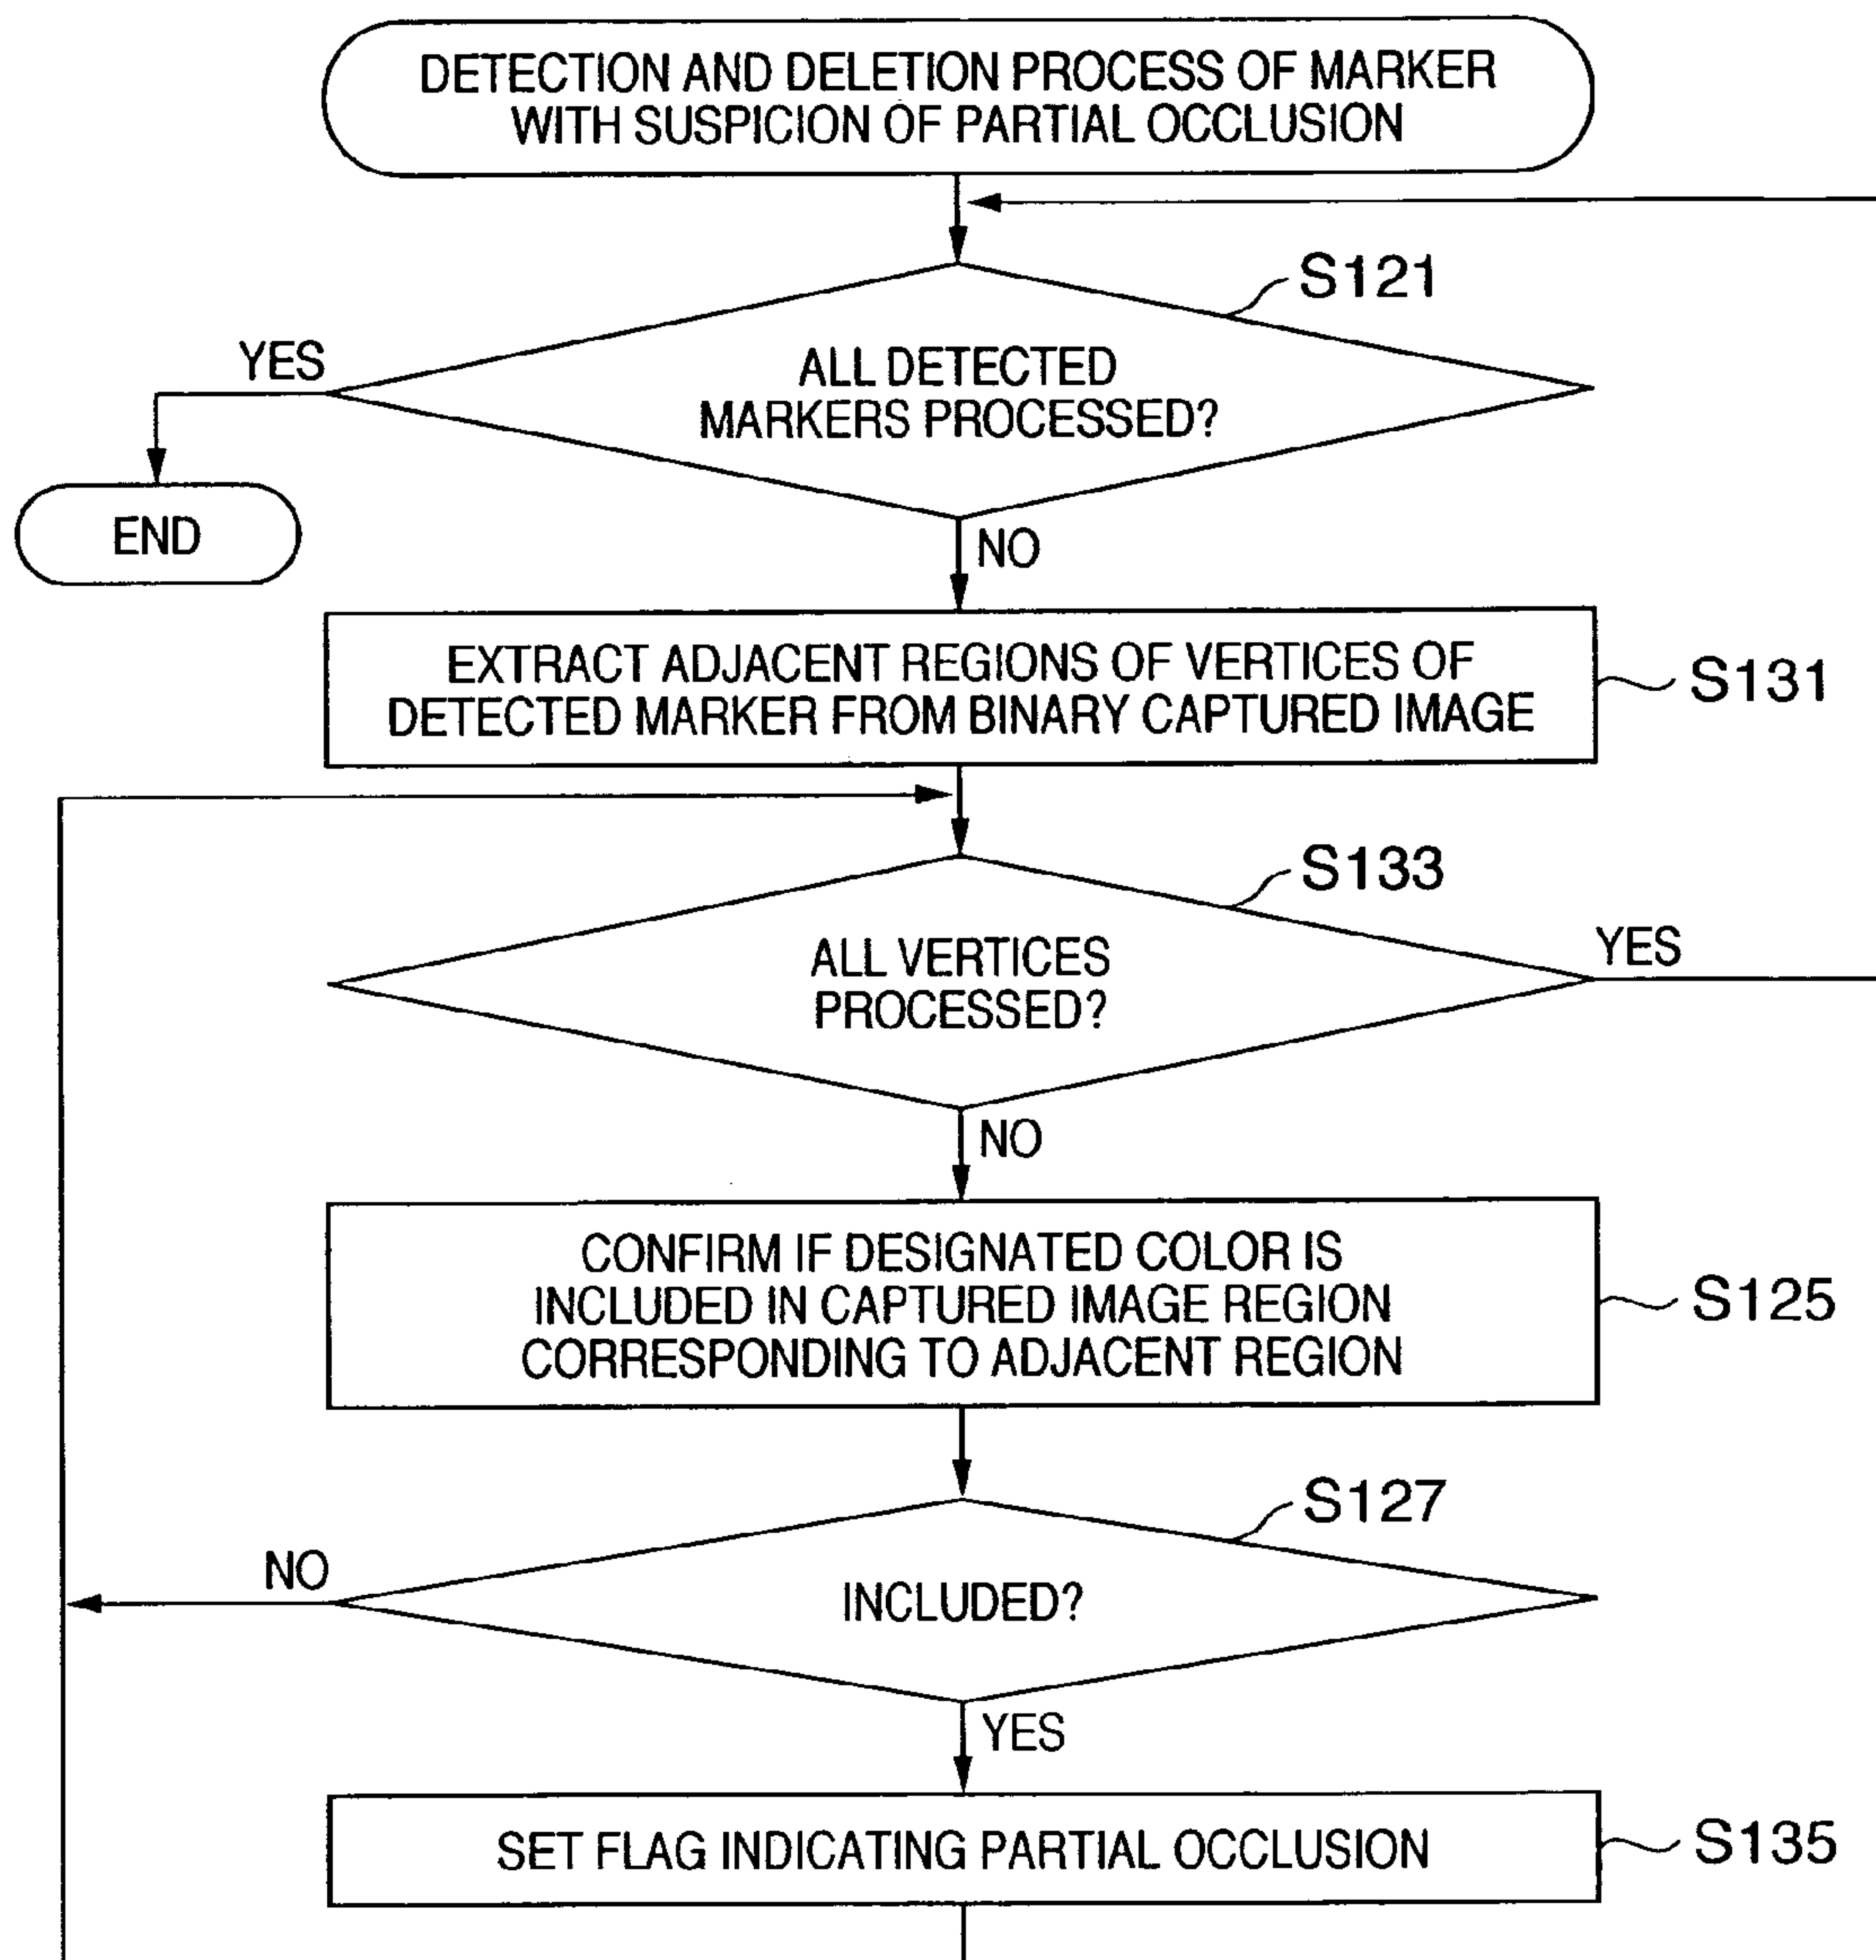 DETECTION AND DELETION PROCESS OF MARKER
WITH SUSPICION OF PARTIAL OCCLUSION
S121
YES
ALL DETECTED
MARKERS PROCESSED?
END
NO
EXTRACT ADJACENT REGIONS OF VERTICES OF
DETECTED MARKER FROM BINARY CAPTURED IMAGE
S131
S133
YES
ALL VERTICES
PROCESSED?
NO
CONFIRM IF DESIGNATED COLOR IS
INCLUDED IN CAPTURED IMAGE REGION
CORRESPONDING TO ADJACENT REGION
S125
S127
NO
INCLUDED?
YES
SET FLAG INDICATING PARTIAL OCCLUSION
S135